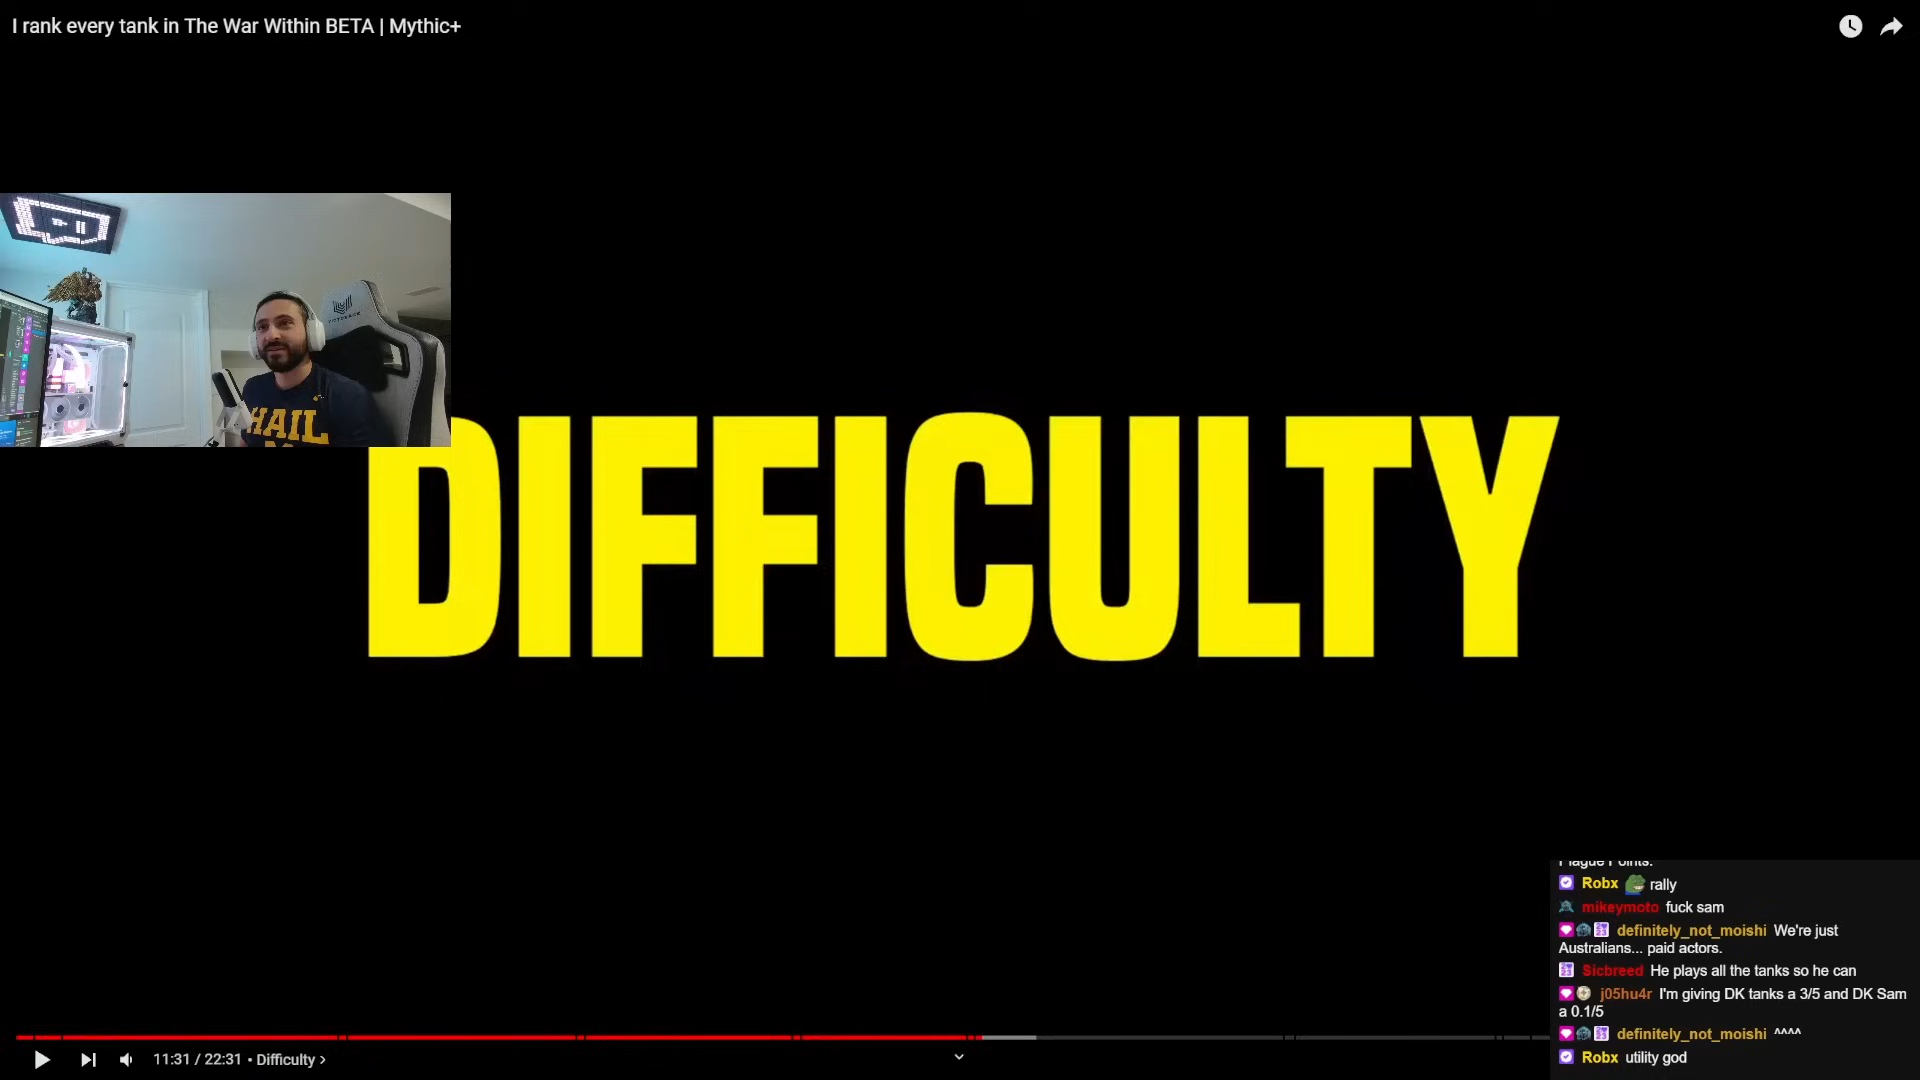 I rank every tank in The War Within BETA | Mythic+
HAIL
DIFFICULTY
Plague Points.
Robx rally
mikeymoto fuck sam
definitely_not_moishi We're just
Australians... paid actors.
Sicbreed He plays all the tanks so he can
j05hu4r I'm giving DK tanks a 3/5 and DK Sam
a 0.1/5
definitely_not_moishi ^^^^
Robx utility god
11:31 / 22:31 • Difficulty ›